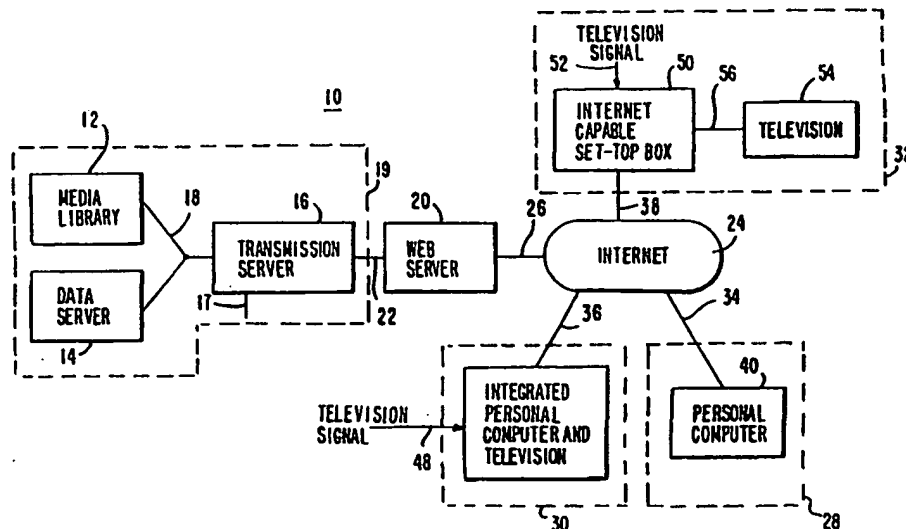 10
12
MEDIA
LIBRARY
18
DATA
SERVER
14
16
TRANSMISSION
SERVER
17
19
20
WEB
SERVER
22
26
INTERNET
24
TELEVISION
SIGNAL
52
50
INTERNET
CAPABLE
SET-TOP BOX
56
54
TELEVISION
32
38
36
34
TELEVISION
SIGNAL
48
INTEGRATED
PERSONAL
COMPUTER AND
TELEVISION
30
40
PERSONAL
COMPUTER
28